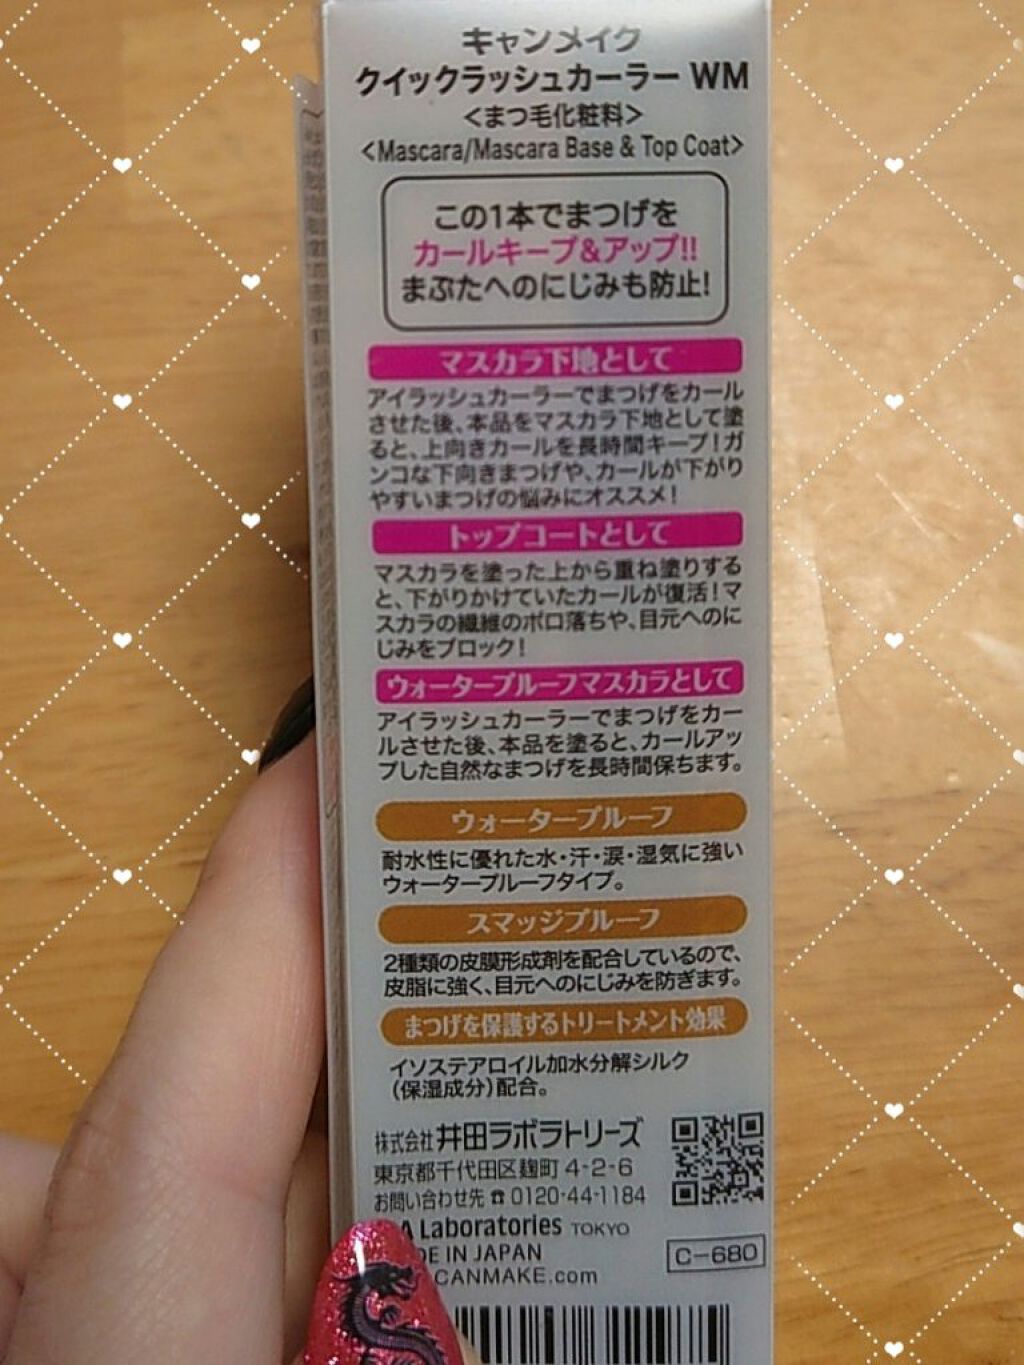 キャンメイク
クイックラッシュカーラー WM
<まつ毛化粧料>
<Mascara/Mascara Base & Top Coat>
この1本でまつげを
カールキープ&アップ!!
まぶたへのにじみも防止!
マスカラ下地として
アイラッシュカーラーでまつげをカール
させた後、本品をマスカラ下地として塗
ると、上向きカールを長時間キープ!ガ
ンコな下向きまつげや、カールが下がり
やすいまつげの悩みにオススメ!
トップコートとして
マスカラを塗った上から重ね塗りする
と、下がりかけていたカールが復活!マ
スカラの繊維のボロ落ちや、目元へのに
じみをブロック!
ウォータープルーフマスカラとして
アイラッシュカーラーでまつげをカー
ルさせた後、本品を塗ると、カールアッ
プした自然なまつげを長時間保ちます。
ウォータープルーフ
耐水性に優れた水・汗・涙・湿気に強い
ウォータープルーフタイプ。
スマッジプルーフ
2種類の皮膜形成剤を配合しているので、
皮脂に強く、目元へのにじみを防ぎます。
まつげを保護するトリートメント効果
イソステアロイル加水分解シルク
(保湿成分)配合。
株式会社 井田ラボラトリーズ
東京都千代田区麹町 4-2-6
お問い合わせ先 ☎ 0120-44-1184
A Laboratories TOKYO
DE IN JAPAN
CANMAKE.com
C-680